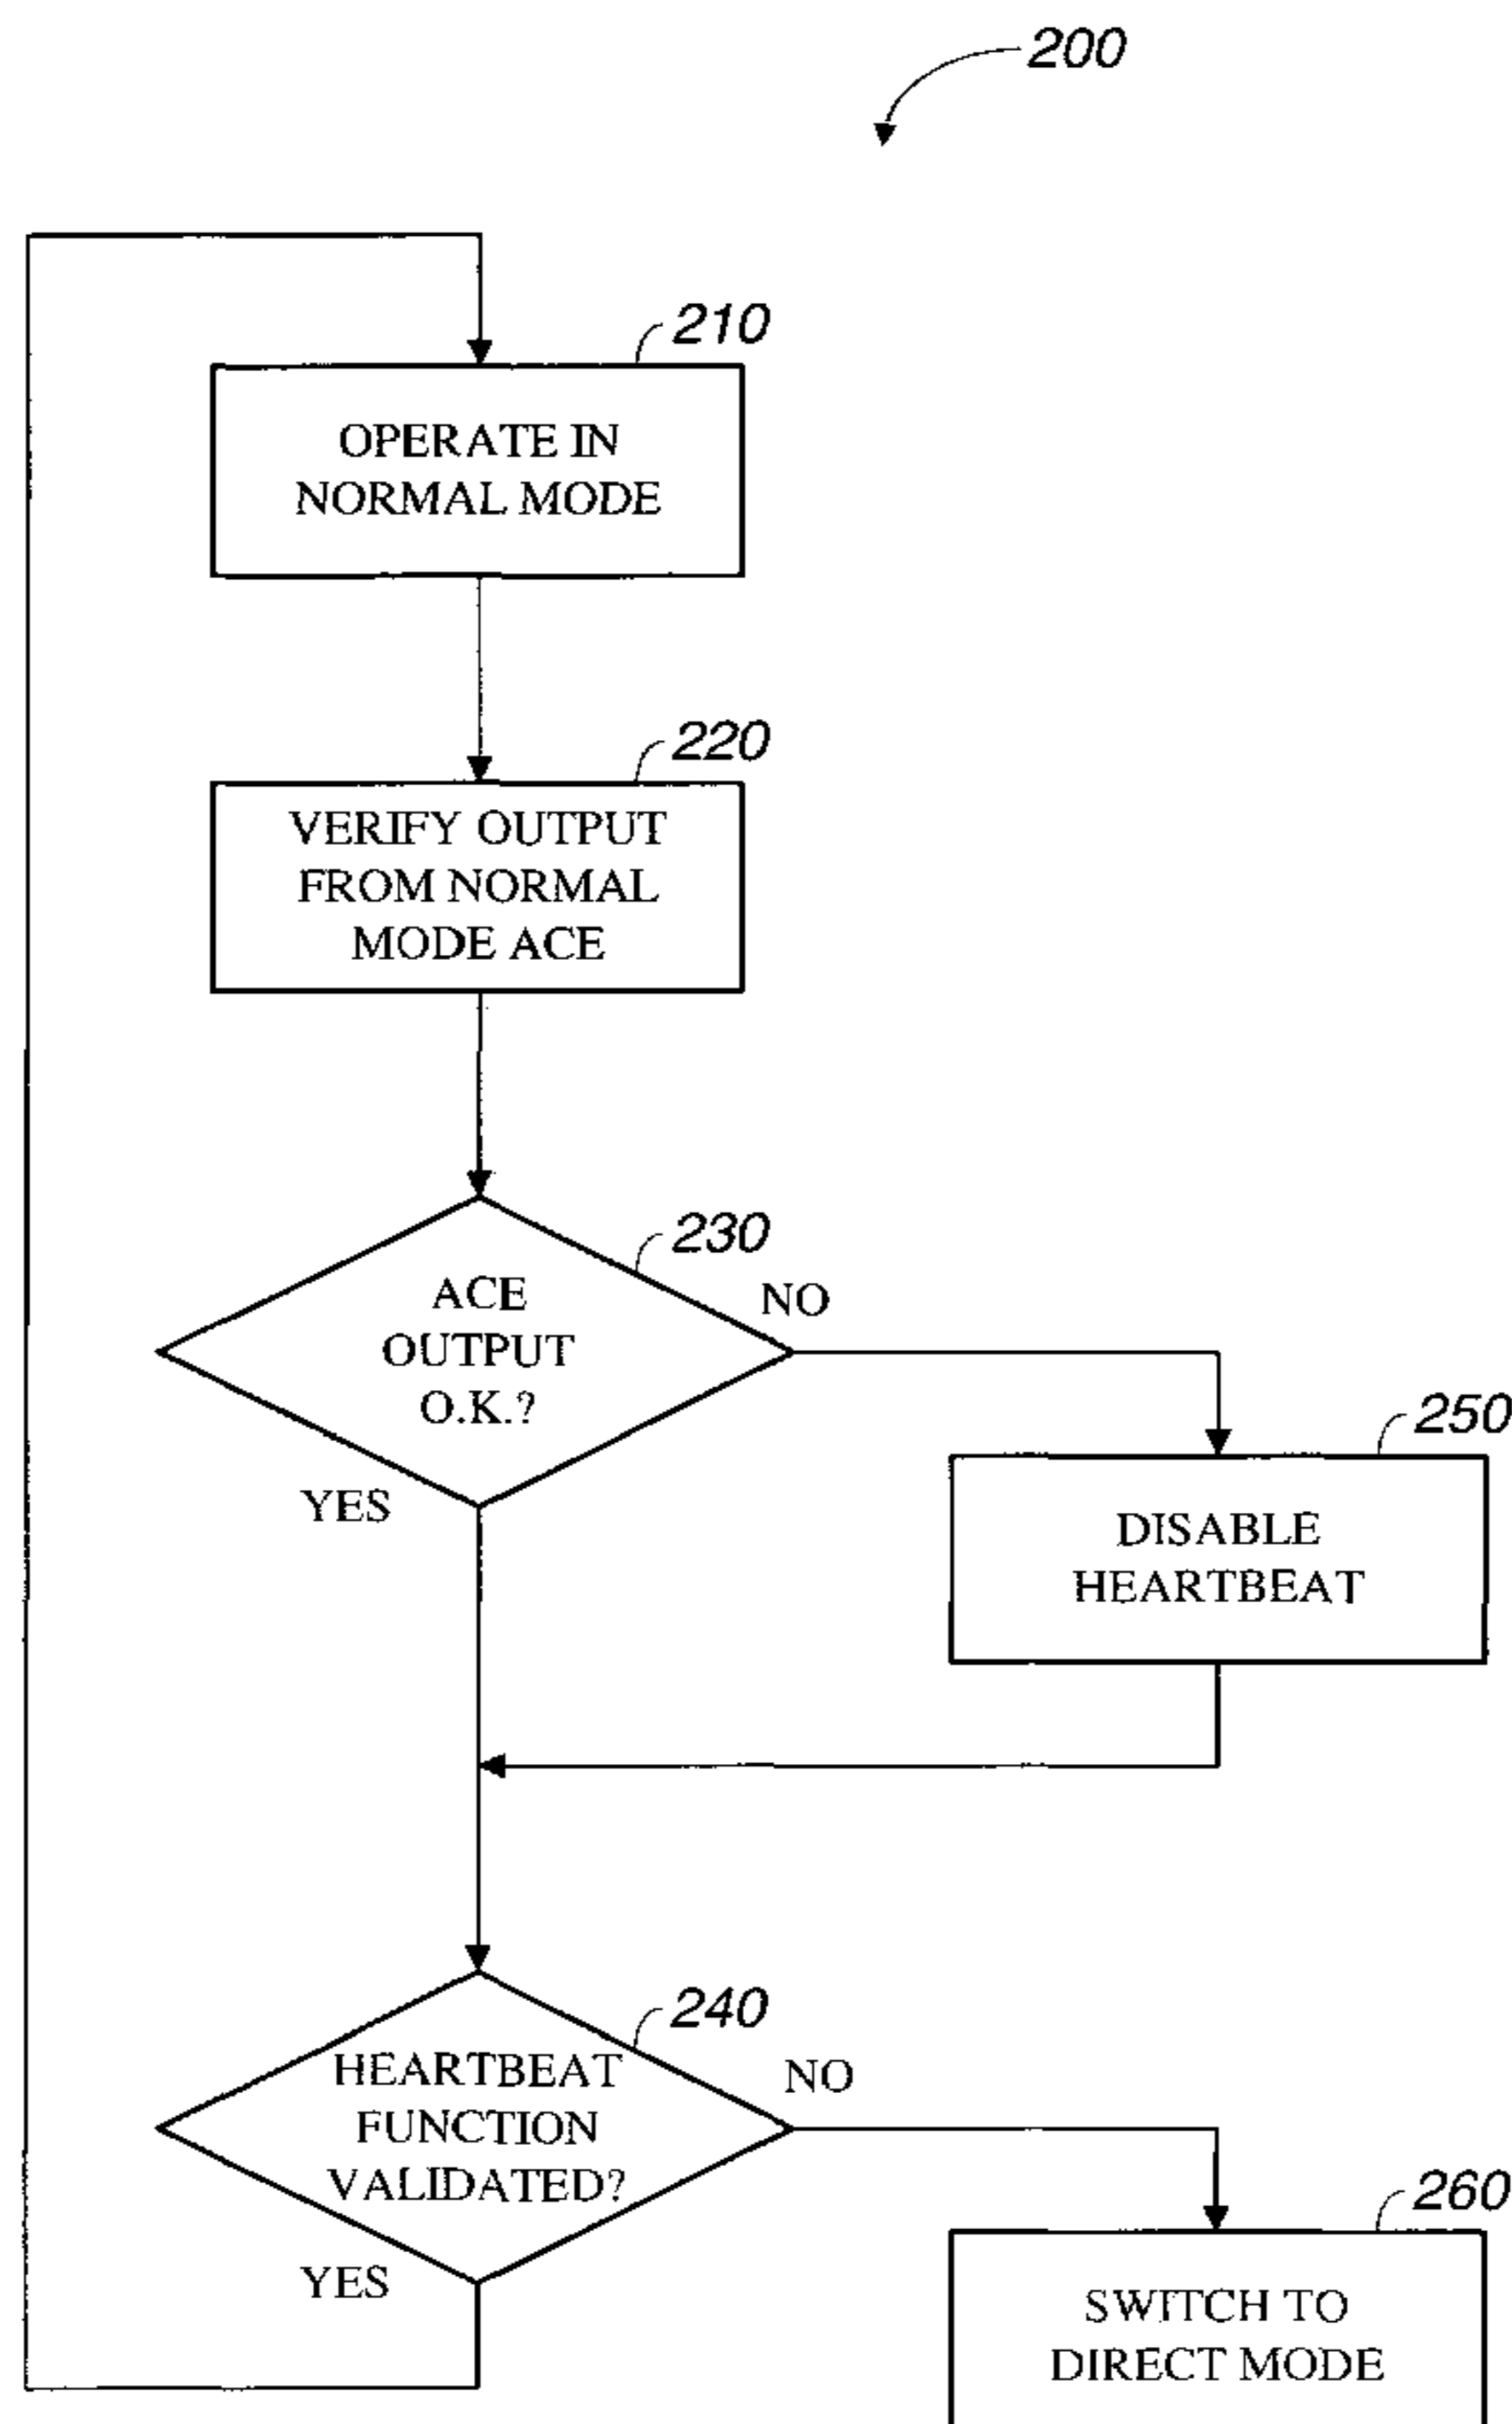 200
210
OPERATE IN
NORMAL MODE
220
VERIFY OUTPUT
FROM NORMAL
MODE ACE
230
ACE
OUTPUT
O.K.?
NO
YES
250
DISABLE
HEARTBEAT
240
HEARTBEAT
FUNCTION
VALIDATED?
NO
YES
260
SWITCH TO
DIRECT MODE